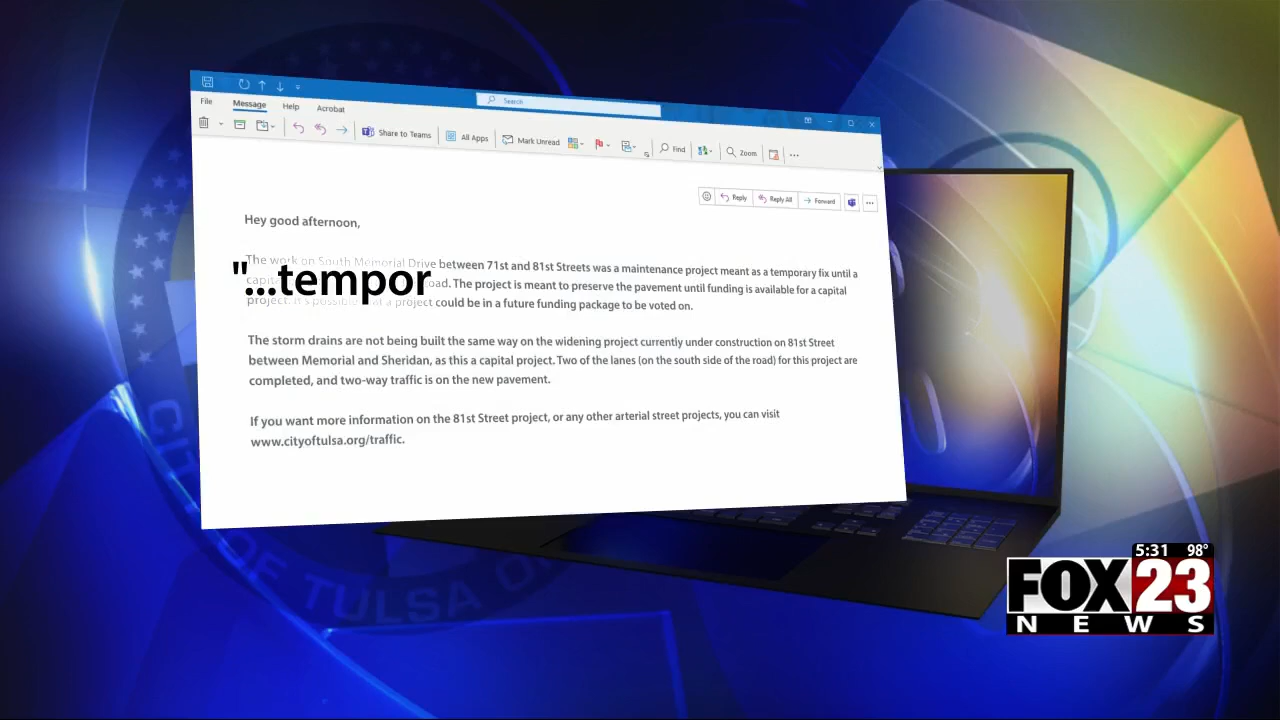 Search
File Message Help Acrobat
Share to Teams All Apps Mark Unread Find Zoom
Reply Reply All Forward
Hey good afternoon,
The work on South Memorial Drive between 71st and 81st Streets was a maintenance project meant as a temporary fix until a
road. The project is meant to preserve the pavement until funding is available for a capital
project. It's possible a project could be in a future funding package to be voted on.
"...tempor
The storm drains are not being built the same way on the widening project currently under construction on 81st Street
between Memorial and Sheridan, as this a capital project. Two of the lanes (on the south side of the road) for this project are
completed, and two-way traffic is on the new pavement.
If you want more information on the 81st Street project, or any other arterial street projects, you can visit
www.cityoftulsa.org/traffic.
OF TULSA
5:31 98°
FOX 23
NEWS